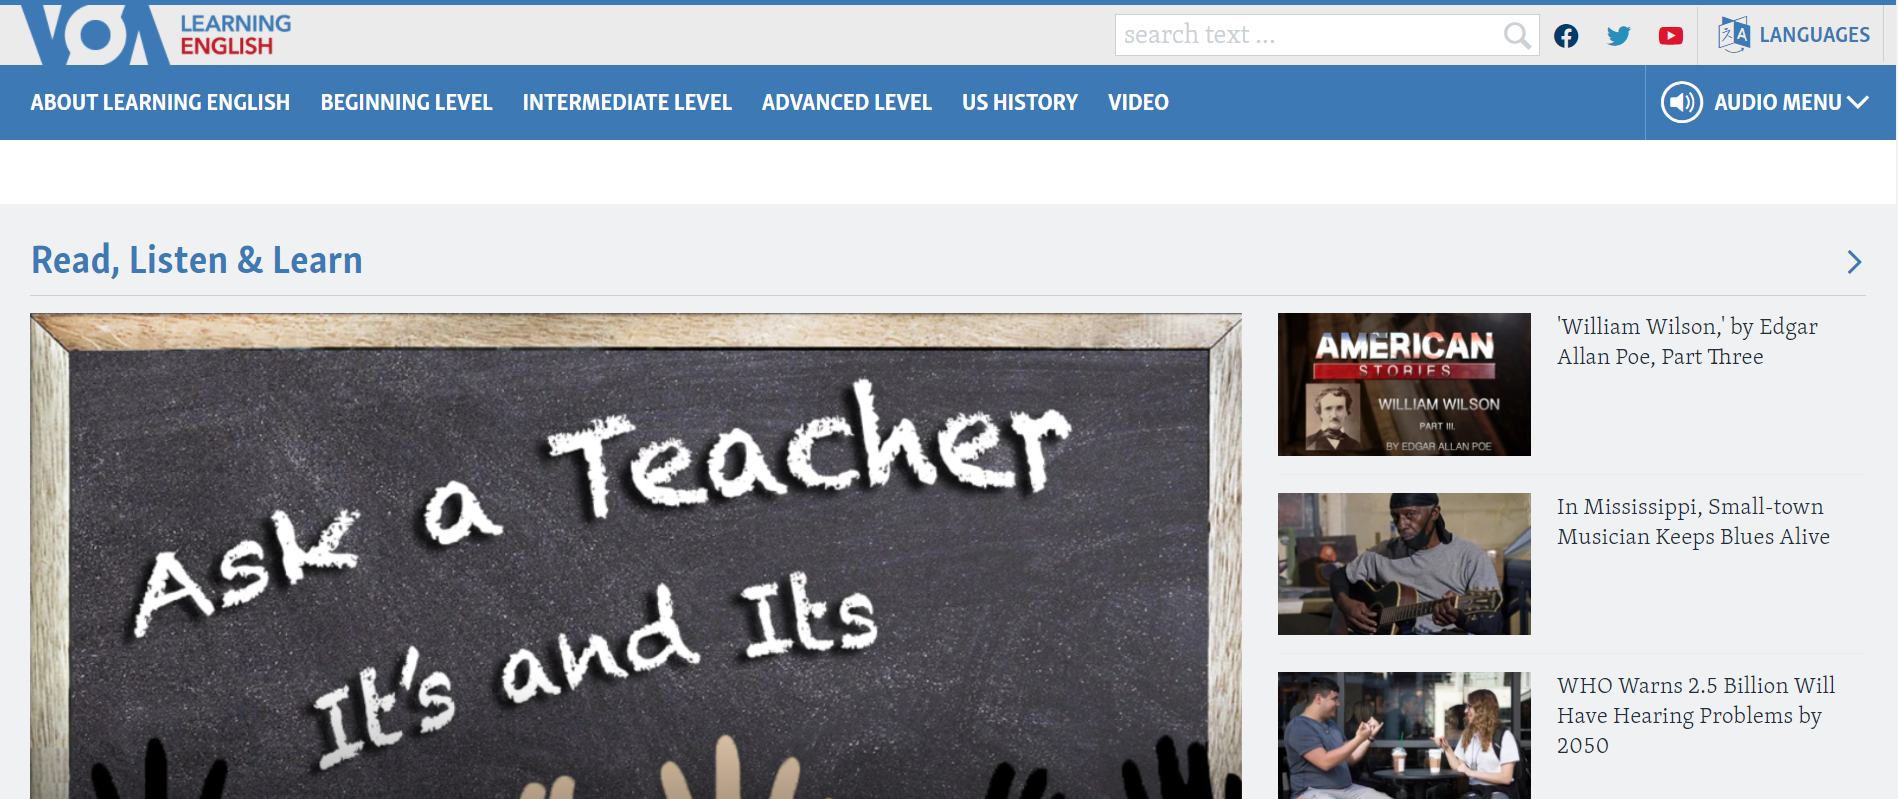 VOA
LEARNING
ENGLISH
search text ...
LANGUAGES
ABOUT LEARNING ENGLISH
BEGINNING LEVEL
INTERMEDIATE LEVEL
ADVANCED LEVEL
US HISTORY
VIDEO
AUDIO MENU
Read, Listen & Learn
Ask a Teacher
It's and Its
AMERICAN
STORIES
WILLIAM WILSON
PART III.
BY EDGAR ALLAN POE
'William Wilson,' by Edgar
Allan Poe, Part Three
In Mississippi, Small-town
Musician Keeps Blues Alive
WHO Warns 2.5 Billion Will
Have Hearing Problems by
2050